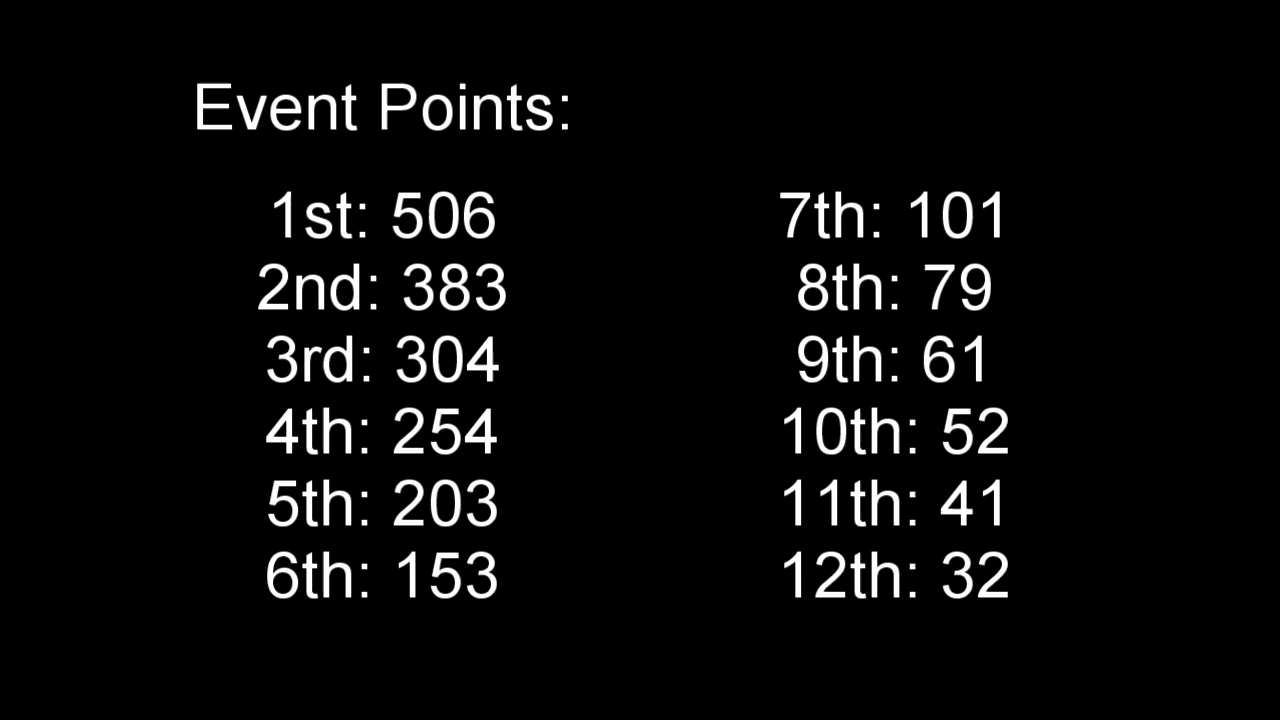 Event Points:
1st: 506
2nd: 383
3rd: 304
4th: 254
5th: 203
6th: 153
7th: 101
8th: 79
9th: 61
10th: 52
11th: 41
12th: 32